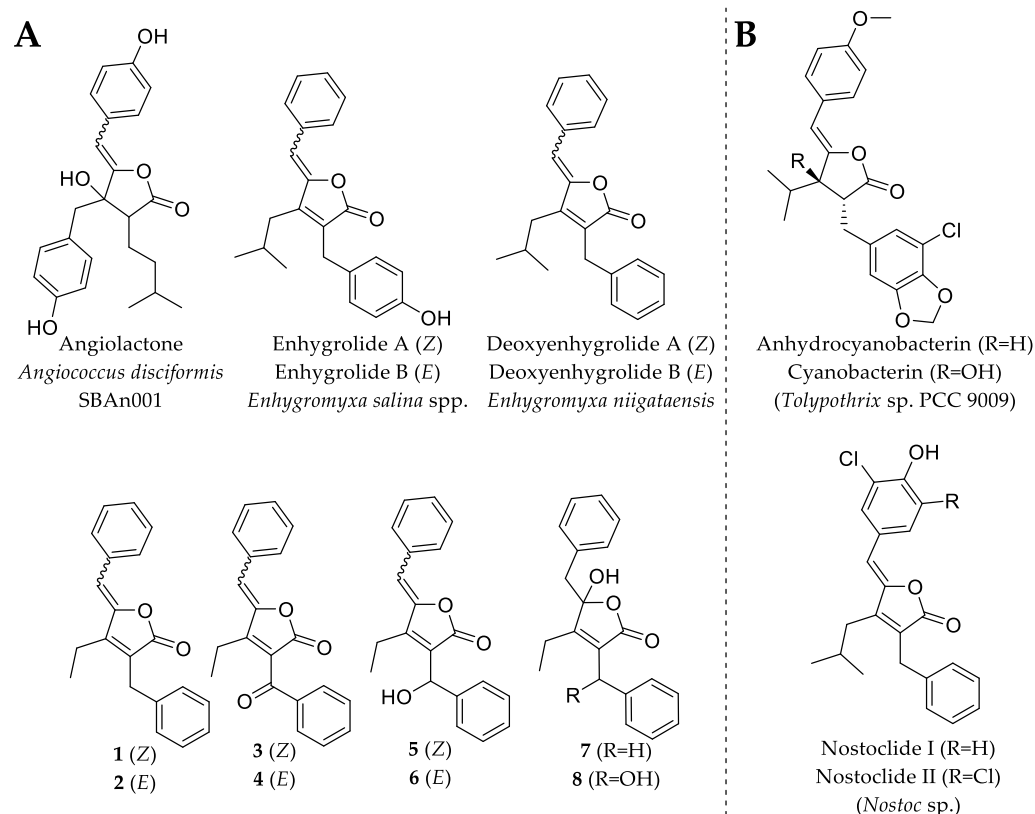 A
B
OH
HO
O
O
HO
Angiolactone
Angiococcus disciformis
SBAn001
O
O
OH
Enhygrolide A (Z)
Enhygrolide B (E)
Enhygromyxa salina spp.
O
O
Deoxyenhygrolide A (Z)
Deoxyenhygrolide B (E)
Enhygromyxa niigataensis
O
R
O
O
Cl
O
O
Anhydrocyanobacterin (R=H)
Cyanobacterin (R=OH)
(Tolypothrix sp. PCC 9009)
O
O
1 (Z)
2 (E)
O
O
O
3 (Z)
4 (E)
O
O
HO
5 (Z)
6 (E)
OH
O
O
R
7 (R=H)
8 (R=OH)
OH
Cl
R
O
O
Nostoclide I (R=H)
Nostoclide II (R=Cl)
(Nostoc sp.)